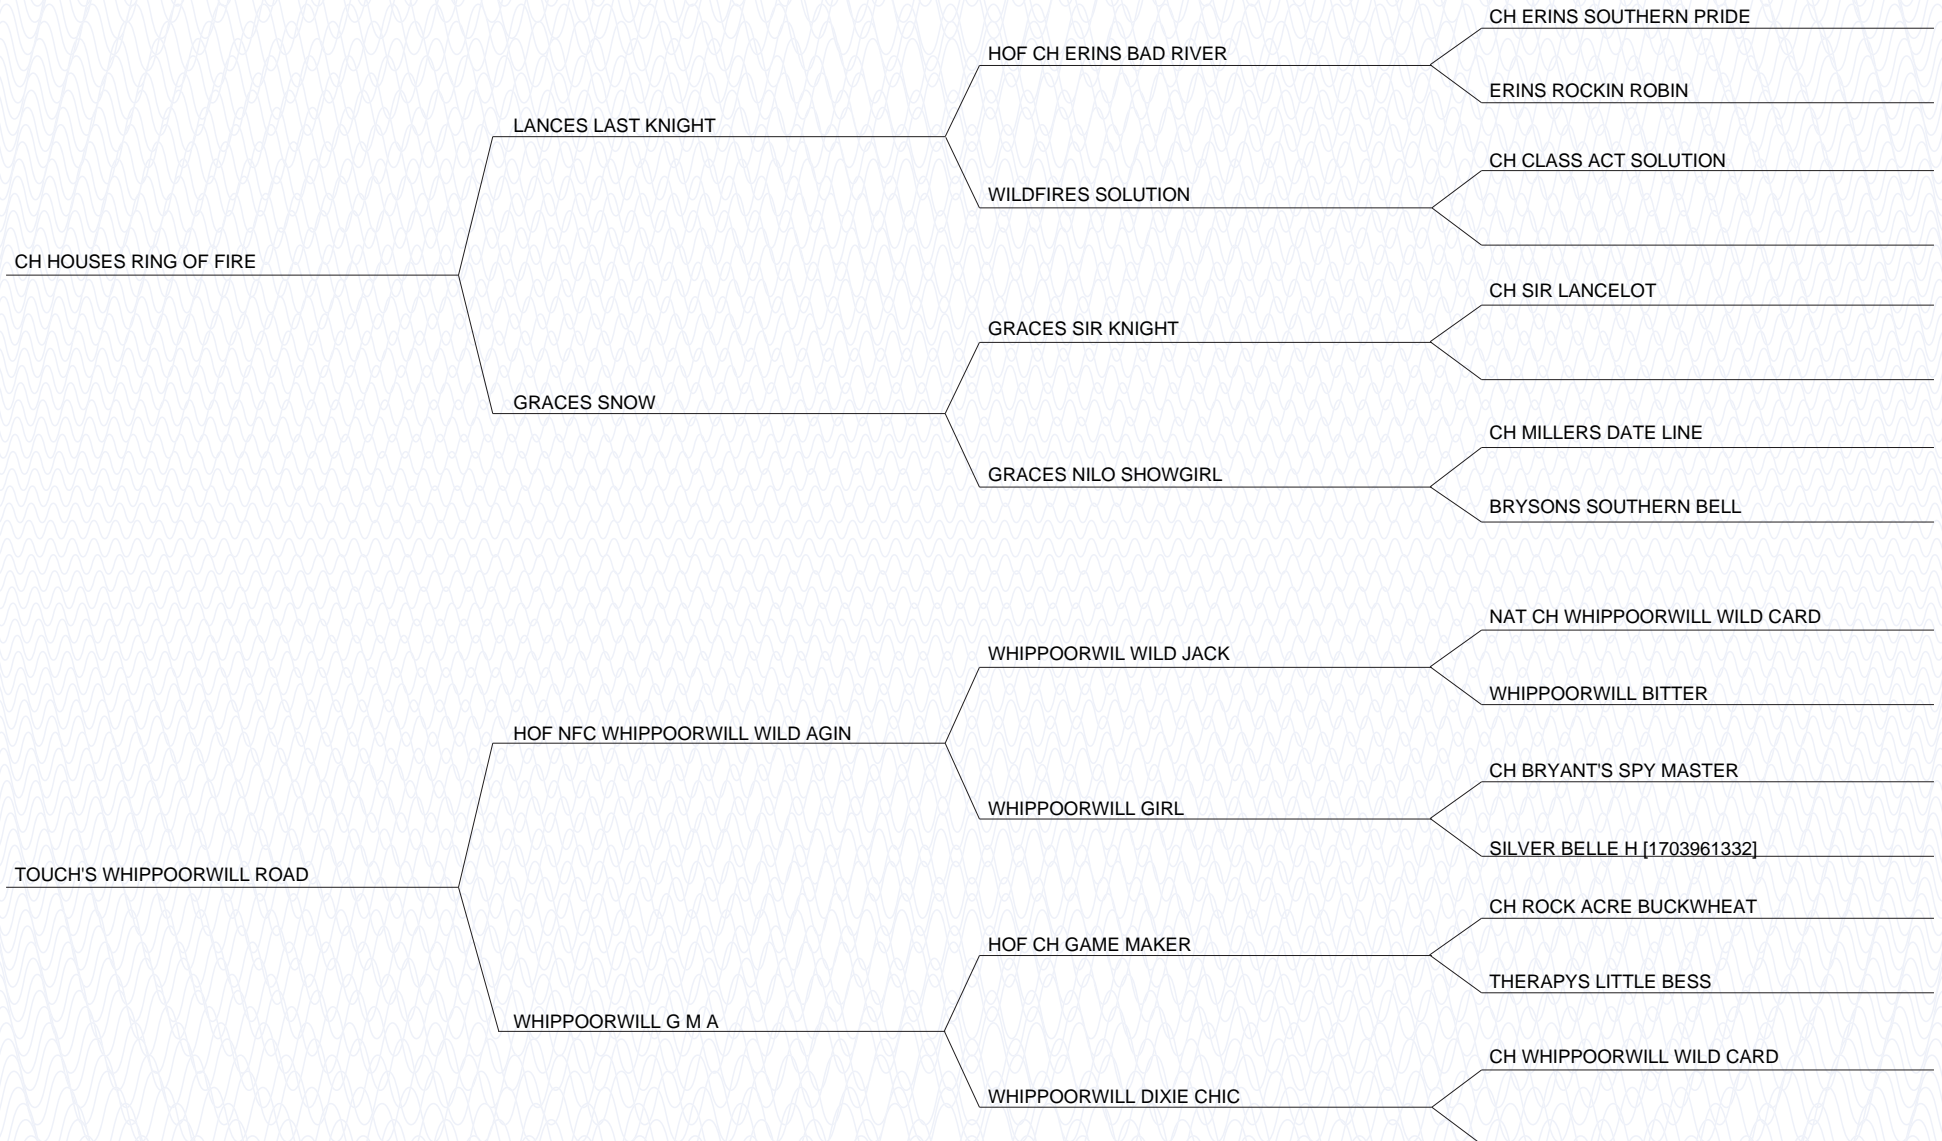 CH ERINS SOUTHERN PRIDE
HOF CH ERINS BAD RIVER
ERINS ROCKIN ROBIN
LANCES LAST KNIGHT
CH CLASS ACT SOLUTION
WILDFIRES SOLUTION
CH HOUSES RING OF FIRE
CH SIR LANCELOT
GRACES SIR KNIGHT
GRACES SNOW
CH MILLERS DATE LINE
GRACES NILO SHOWGIRL
BRYSONS SOUTHERN BELL
NAT CH WHIPPOORWILL WILD CARD
WHIPPOORWIL WILD JACK
WHIPPOORWILL BITTER
HOF NFC WHIPPOORWILL WILD AGIN
CH BRYANT'S SPY MASTER
WHIPPOORWILL GIRL
SILVER BELLE H [1703961332]
TOUCH'S WHIPPOORWILL ROAD
CH ROCK ACRE BUCKWHEAT
HOF CH GAME MAKER
THERAPYS LITTLE BESS
WHIPPOORWILL G M A
CH WHIPPOORWILL WILD CARD
WHIPPOORWILL DIXIE CHIC